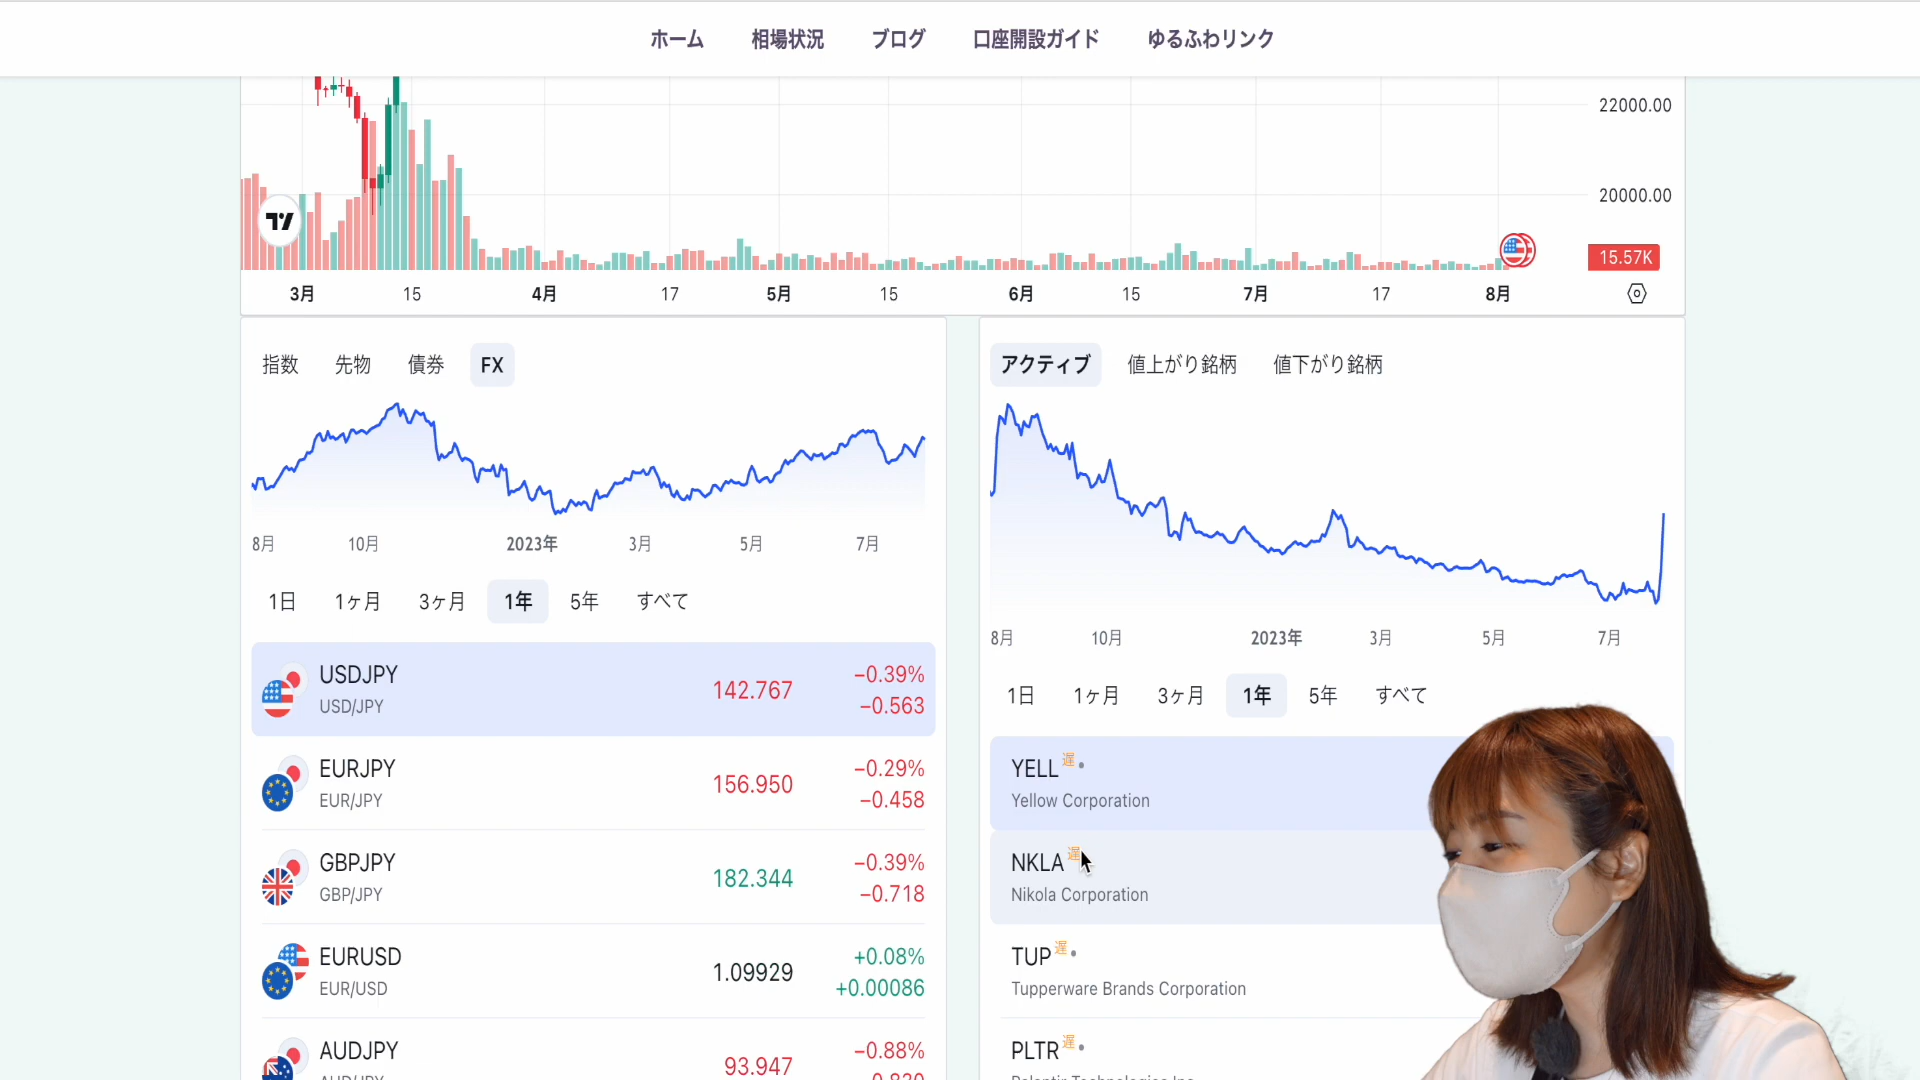 ホーム 相場状況 ブログ 口座開設ガイド ゆるふわリンク
22000.00
20000.00
15.57K
3月 15 4月 17 5月 15 6月 15 7月 17 8月
指数 先物 債券 FX
8月 10月 2023年 3月 5月 7月
1日 1ヶ月 3ヶ月 1年 5年 すべて
USDJPY 142.767 −0.39%
USD/JPY −0.563
EURJPY 156.950 −0.29%
EUR/JPY −0.458
GBPJPY 182.344 −0.39%
GBP/JPY −0.718
EURUSD 1.09929 +0.08%
EUR/USD +0.00086
AUDJPY 93.947 −0.88%
アクティブ 値上がり銘柄 値下がり銘柄
8月 10月 2023年 3月 5月 7月
1日 1ヶ月 3ヶ月 1年 5年 すべて
YELL 遅
Yellow Corporation
NKLA 遅
Nikola Corporation
TUP 遅
Tupperware Brands Corporation
PLTR 遅